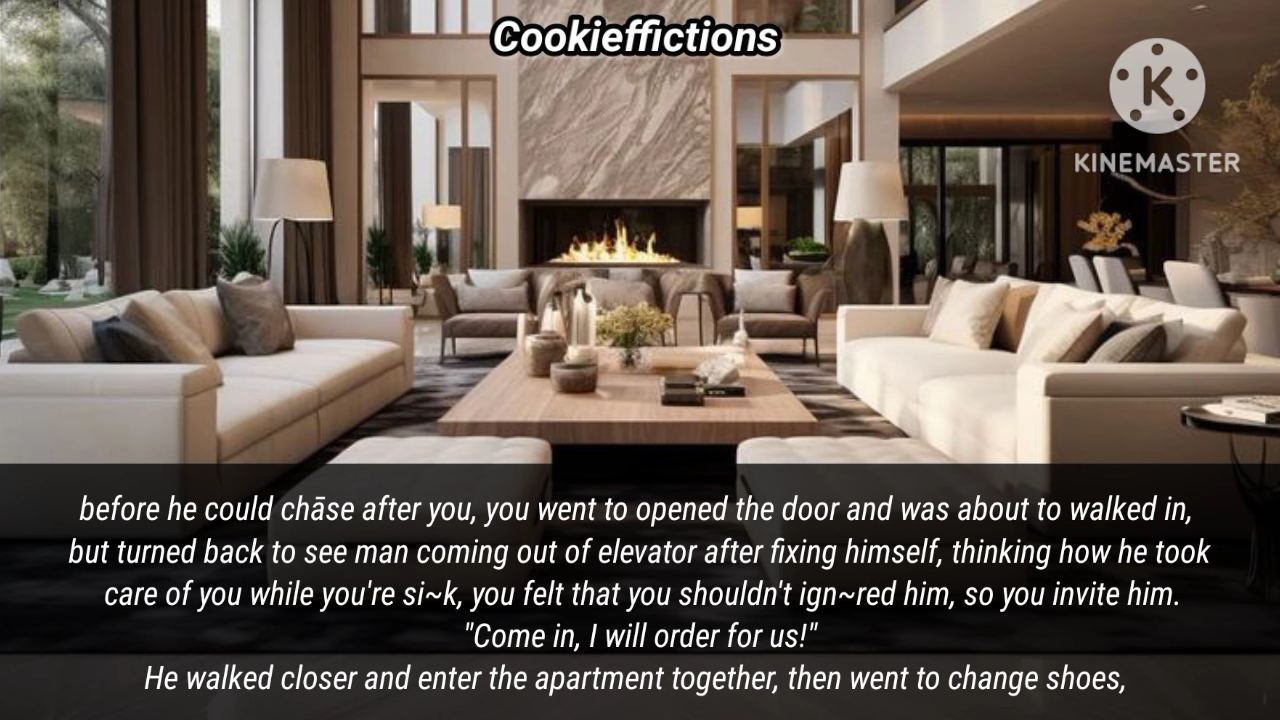 Cookieffictions
K
KINEMASTER
before he could chāse after you, you went to opened the door and was about to walked in,
but turned back to see man coming out of elevator after fixing himself, thinking how he took
care of you while you're si~k, you felt that you shouldn't ign~red him, so you invite him.
"Come in, I will order for us!"
He walked closer and enter the apartment together, then went to change shoes,